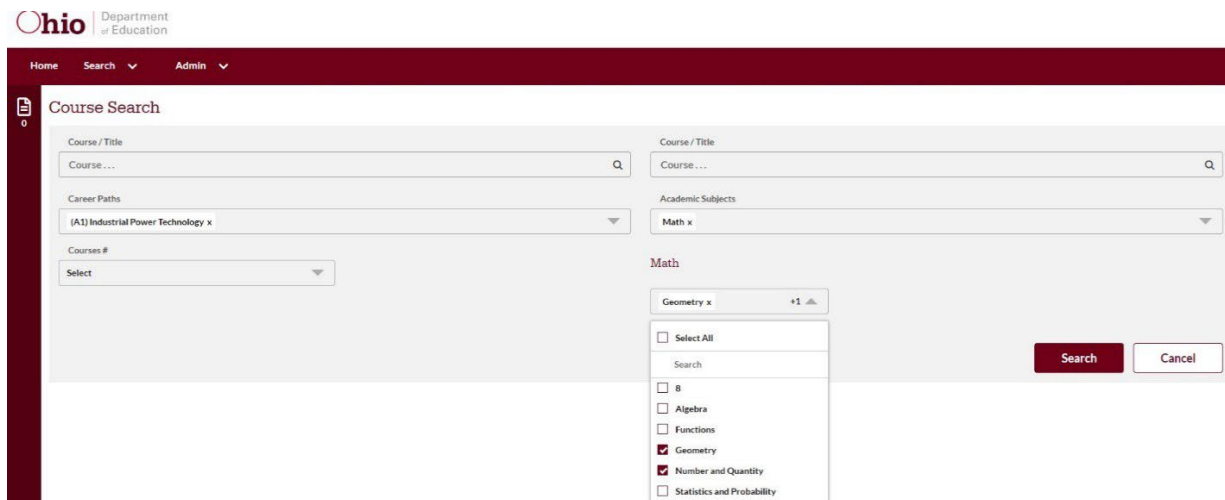 Ohio Department
of Education
Home Search Admin
0
Course Search
Course / Title
Course...
Career Paths
(A1) Industrial Power Technology x
Courses #
Select
Course / Title
Course...
Academic Subjects
Math x
Math
Geometry x +1
Select All
Search
8
Algebra
Functions
Geometry
Number and Quantity
Statistics and Probability
Search Cancel